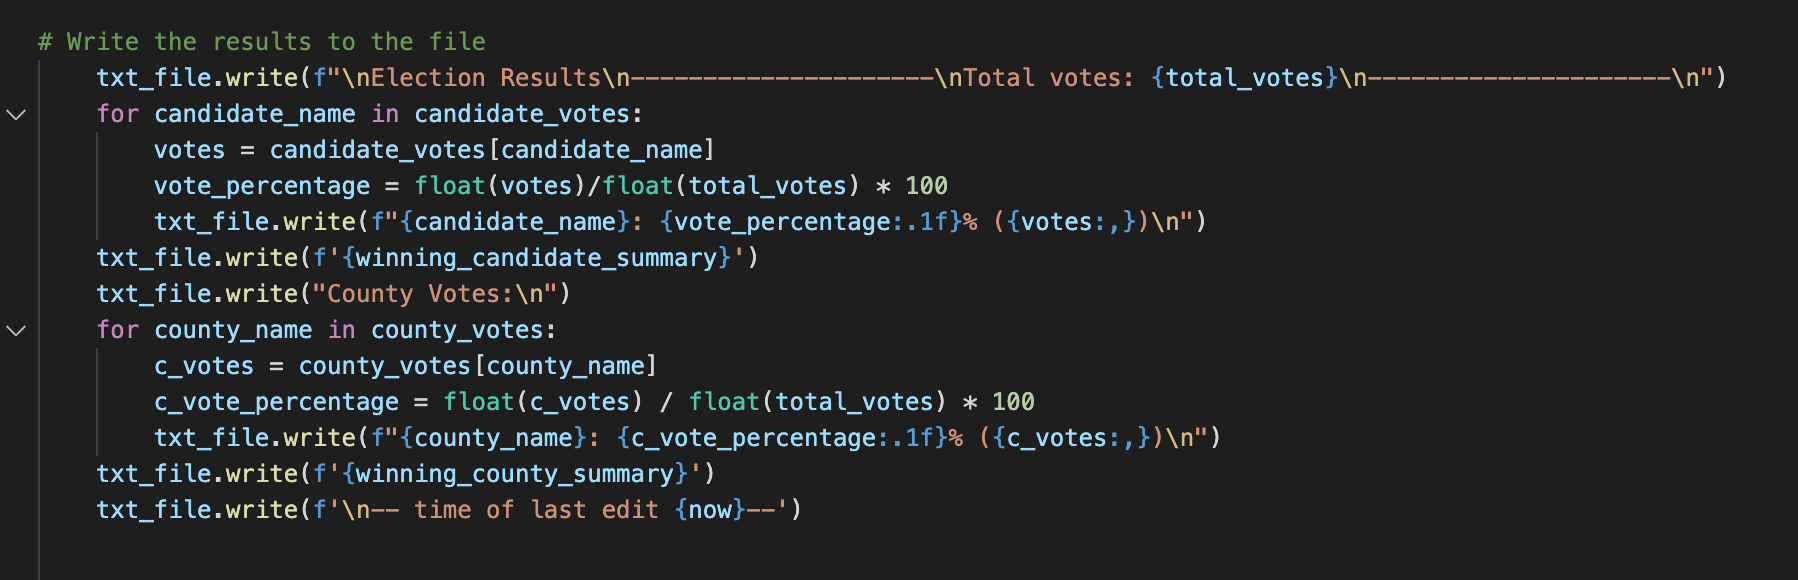 # Write the results to the file
txt_file.write(f"\nElection Results\n---------------------\nTotal votes: {total_votes}\n---------------------\n")
for candidate_name in candidate_votes:
votes = candidate_votes[candidate_name]
vote_percentage = float(votes)/float(total_votes) * 100
txt_file.write(f"{candidate_name}: {vote_percentage:.1f}% ({votes:,})\n")
txt_file.write(f'{winning_candidate_summary}')
txt_file.write("County Votes:\n")
for county_name in county_votes:
c_votes = county_votes[county_name]
c_vote_percentage = float(c_votes) / float(total_votes) * 100
txt_file.write(f"{county_name}: {c_vote_percentage:.1f}% ({c_votes:,})\n")
txt_file.write(f'{winning_county_summary}')
txt_file.write(f'\n-- time of last edit {now}--')